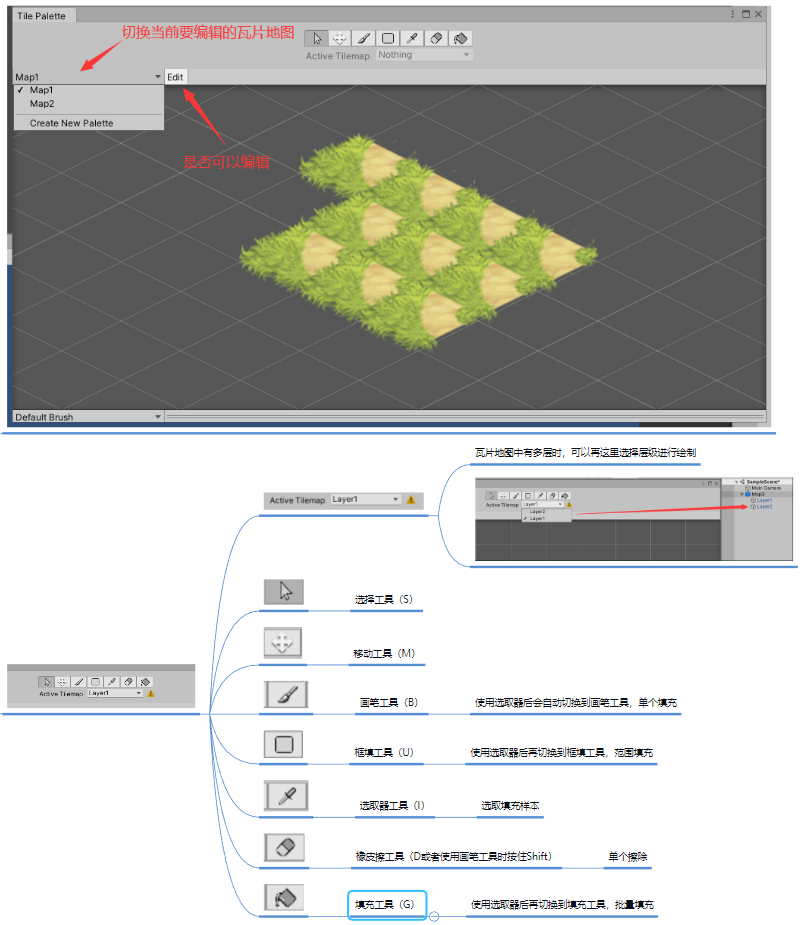 Tile Palette
切换当前要编辑的瓦片地图
Active Tilemap Nothing
Map1 Edit
✓ Map1
Map2
Create New Palette
是否可以编辑
Default Brush
瓦片地图中有多层时，可以再这里选择层级进行绘制
Active Tilemap Layer1
Active Tilemap Layer1
Layer2
✓ Layer1
SampleScene*
Main Camera
Map3
Layer1
Layer2
选择工具（S）
移动工具（M）
Active Tilemap Layer1
画笔工具（B） 使用选取器后会自动切换到画笔工具，单个填充
框填工具（U） 使用选取器后再切换到框填工具，范围填充
选取器工具（I） 选取填充样本
橡皮擦工具（D或者使用画笔工具时按住Shift） 单个擦除
填充工具（G） 使用选取器后再切换到填充工具，批量填充